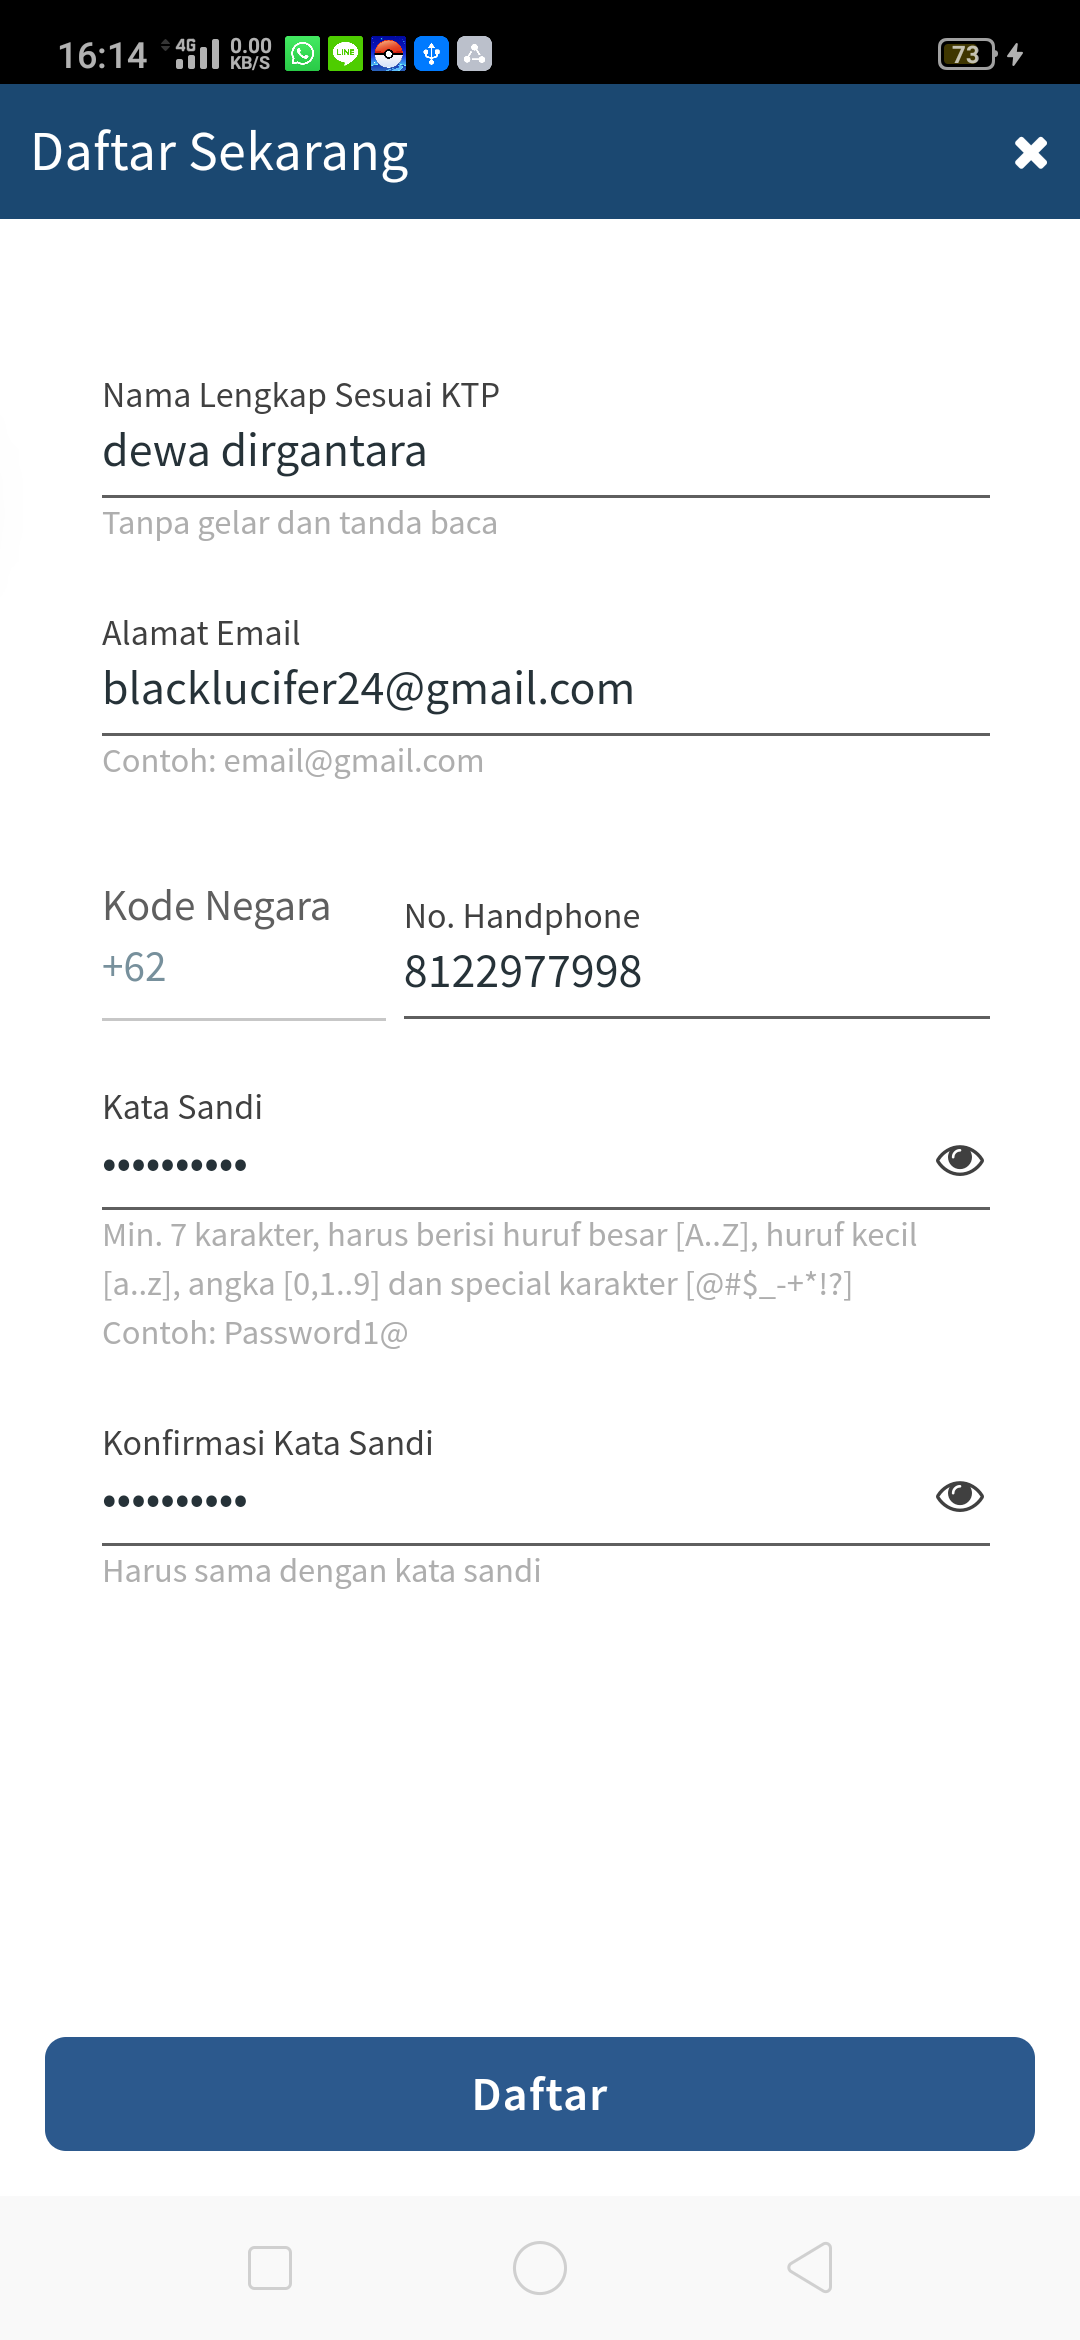 16:14 4G 0.00 KB/S LINE 73
Daftar Sekarang
Nama Lengkap Sesuai KTP
dewa dirgantara
Tanpa gelar dan tanda baca
Alamat Email
blacklucifer24@gmail.com
Contoh: email@gmail.com
Kode Negara
+62
No. Handphone
8122977998
Kata Sandi
••••••••••
Min. 7 karakter, harus berisi huruf besar [A..Z], huruf kecil
[a..z], angka [0,1..9] dan special karakter [@#$_-+*!?]
Contoh: Password1@
Konfirmasi Kata Sandi
••••••••••
Harus sama dengan kata sandi
Daftar